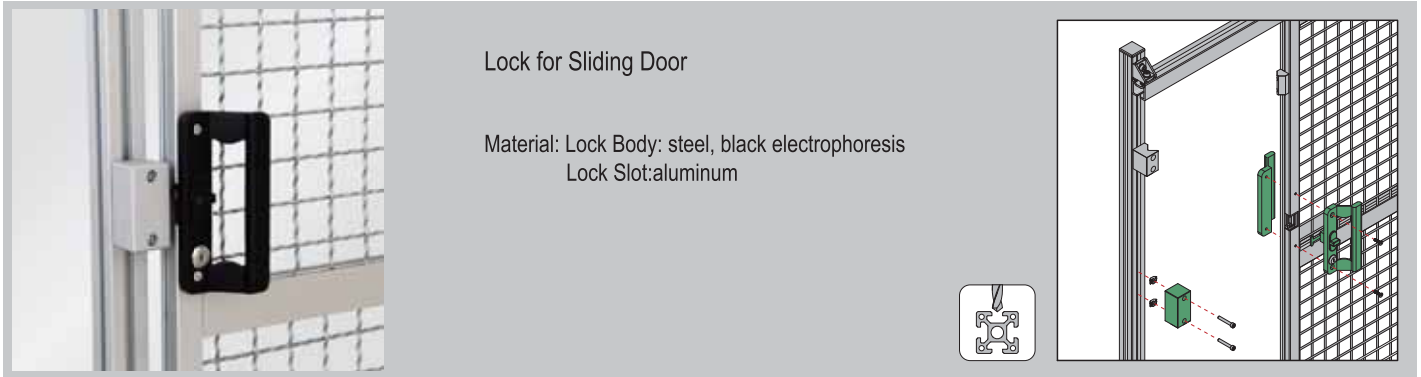 Lock for Sliding Door
Material: Lock Body: steel, black electrophoresis
Lock Slot:aluminum